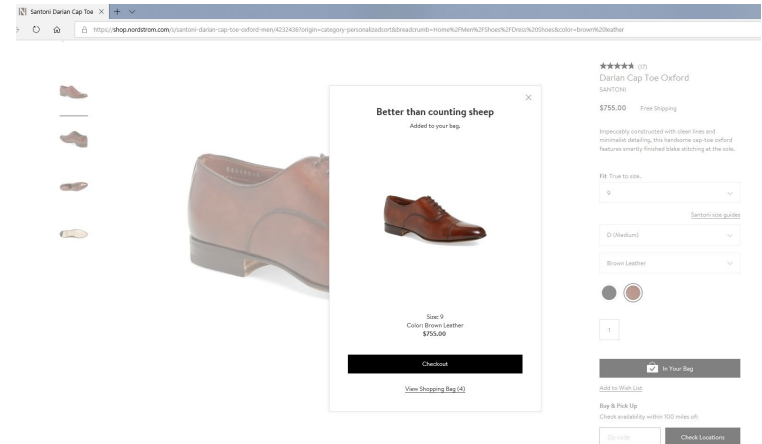 Santoni Darian Cap Toe
https://shop.nordstrom.com/s/santoni-darian-cap-toe-oxford-men/4232436?origin=category-personalizedsort&breadcrumb=Home%2FMen%2FShoes%2FDress%20Shoes&color=brown%20leather
(17)
Darian Cap Toe Oxford
SANTONI
$755.00 Free Shipping
Impeccably constructed with clean lines and
minimalist detailing, this handsome cap-toe oxford
features smartly finished blake stitching at the sole.
Fit: True to size.
9
Santoni size guides
D (Medium)
Brown Leather
1
In Your Bag
Add to Wish List
Buy & Pick Up
Check availability within 100 miles of:
Zip code
Check Locations
Better than counting sheep
Added to your bag.
Size: 9
Color: Brown Leather
$755.00
Checkout
View Shopping Bag (4)